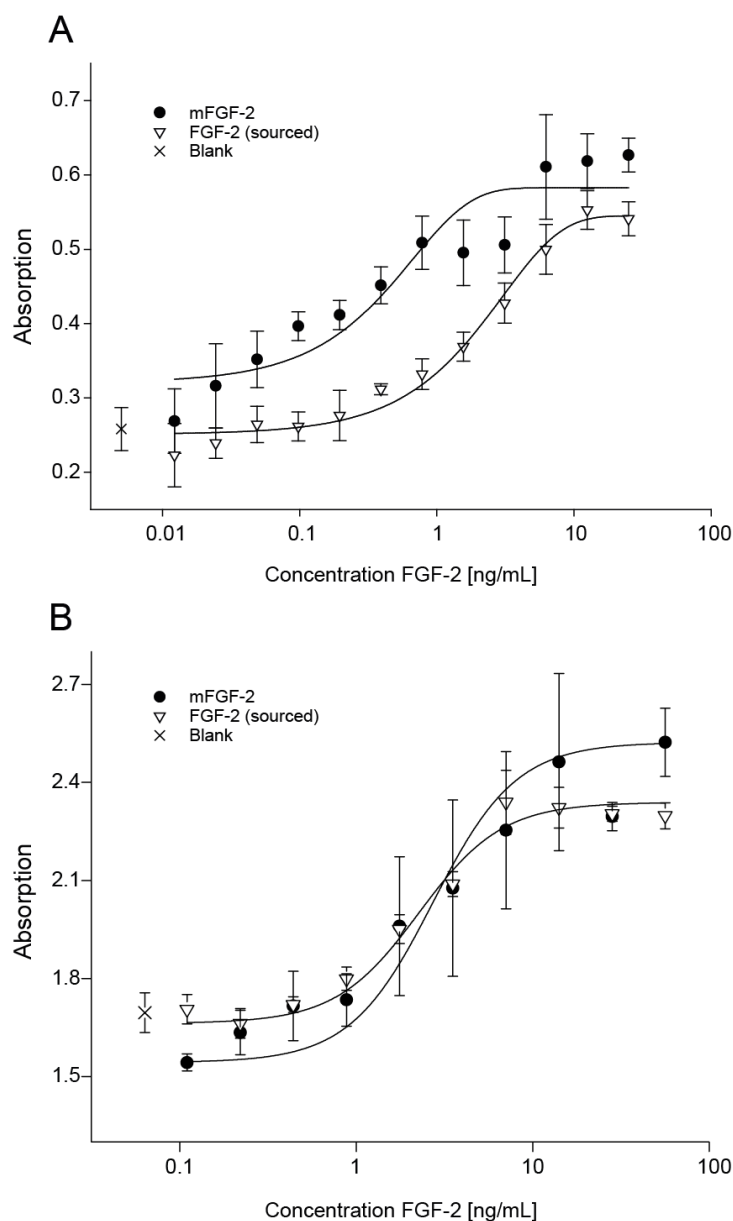 A
0.7
0.6
0.5
0.4
0.3
0.2
mFGF-2
FGF-2 (sourced)
Blank
Absorption
0.01
0.1
1
10
100
Concentration FGF-2 [ng/mL]
B
2.7
2.4
2.1
1.8
1.5
mFGF-2
FGF-2 (sourced)
Blank
Absorption
0.1
1
10
100
Concentration FGF-2 [ng/mL]